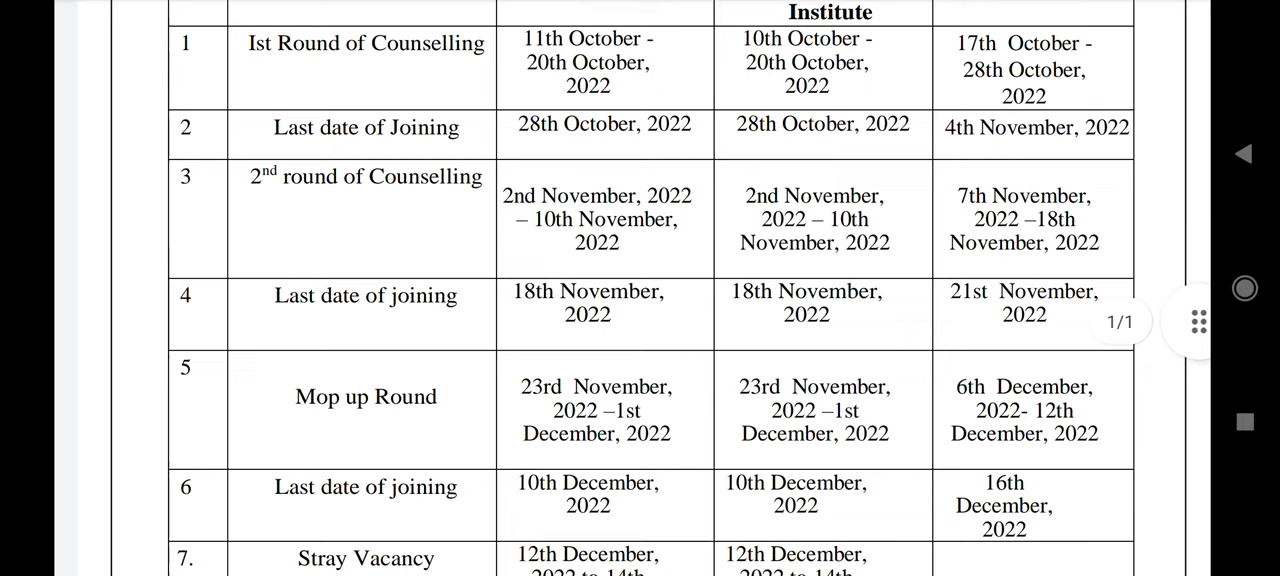 Institute
1 Ist Round of Counselling 11th October - 20th October, 2022 10th October - 20th October, 2022 17th October - 28th October, 2022
2 Last date of Joining 28th October, 2022 28th October, 2022 4th November, 2022
3 2nd round of Counselling 2nd November, 2022 – 10th November, 2022 2nd November, 2022 – 10th November, 2022 7th November, 2022 –18th November, 2022
4 Last date of joining 18th November, 2022 18th November, 2022 21st November, 2022
1/1
5 Mop up Round 23rd November, 2022 –1st December, 2022 23rd November, 2022 –1st December, 2022 6th December, 2022- 12th December, 2022
6 Last date of joining 10th December, 2022 10th December, 2022 16th December, 2022
7. Stray Vacancy 12th December, 2022 to 14th 12th December, 2022 to 14th